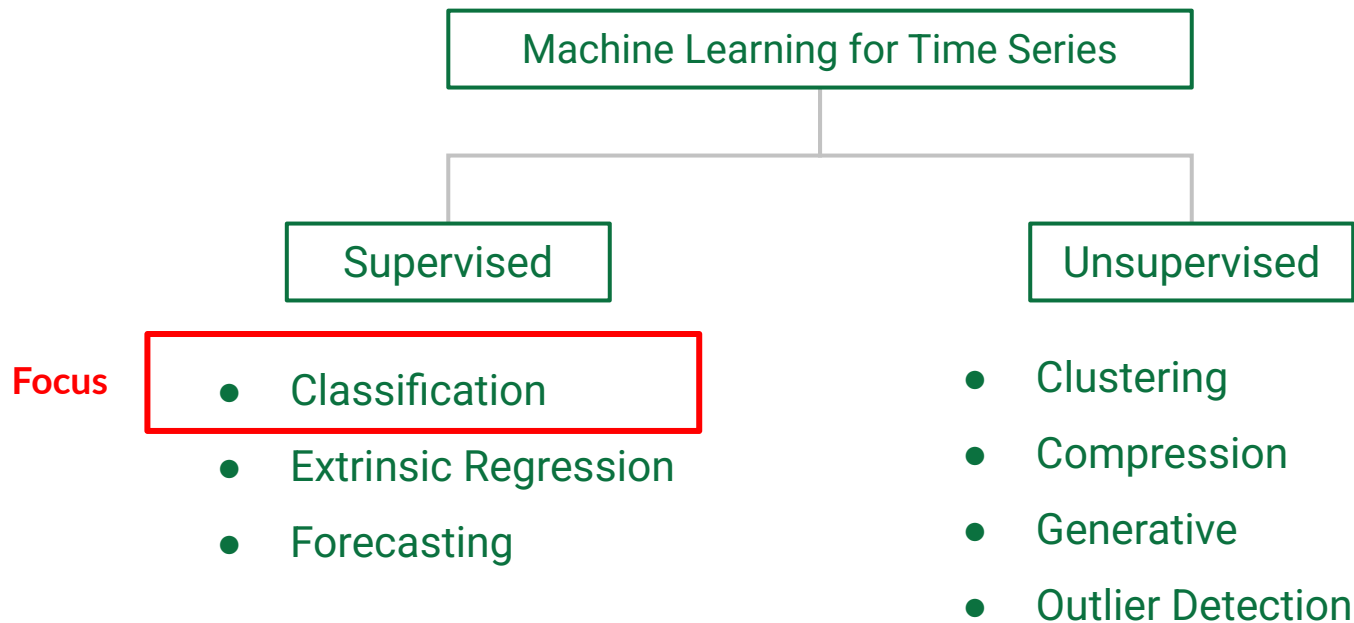 Machine Learning for Time Series
Supervised
Focus
● Classification
● Extrinsic Regression
● Forecasting
Unsupervised
● Clustering
● Compression
● Generative
● Outlier Detection